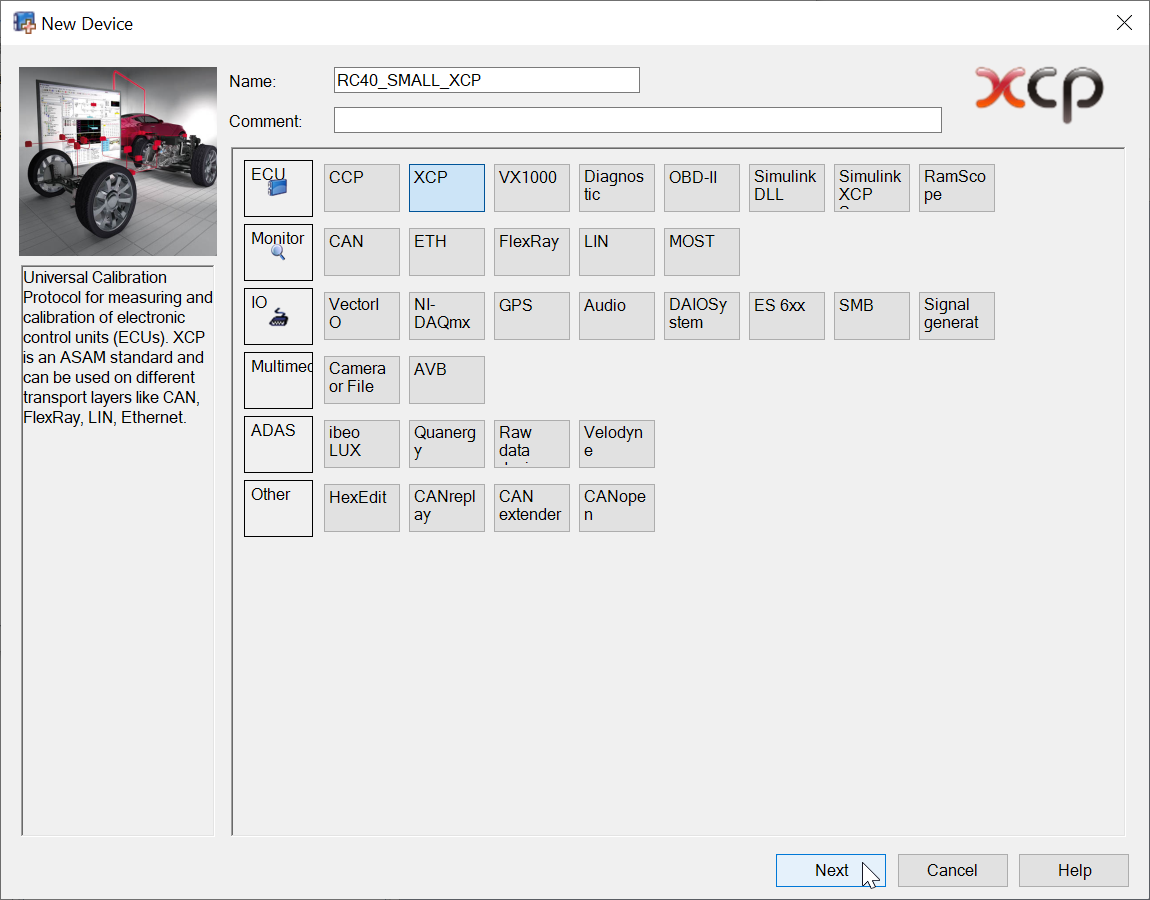 New Device
Name:
RC40_SMALL_XCP
xcp
Comment:
Universal Calibration
Protocol for measuring and
calibration of electronic
control units (ECUs). XCP
is an ASAM standard and
can be used on different
transport layers like CAN,
FlexRay, LIN, Ethernet.
ECU
CCP
XCP
VX1000
Diagnos
tic
OBD-II
Simulink
DLL
Simulink
XCP
RamSco
pe
Monitor
CAN
ETH
FlexRay
LIN
MOST
IO
VectorI
O
NI-
DAQmx
GPS
Audio
DAIOSy
stem
ES 6xx
SMB
Signal
generat
Multimed
Camera
or File
AVB
ADAS
ibeo
LUX
Quanerg
y
Raw
data
Velodyn
e
Other
HexEdit
CANrepl
ay
CAN
extender
CANope
n
Next
Cancel
Help